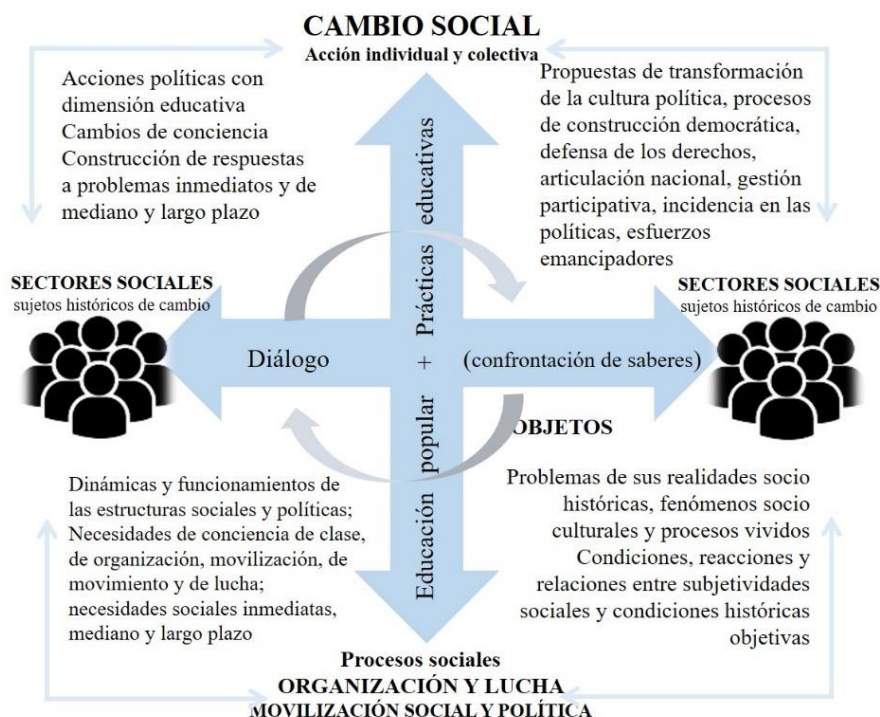 CAMBIO SOCIAL
Acción individual y colectiva
Acciones políticas con
dimensión educativa
Cambios de conciencia
Construcción de respuestas
a problemas inmediatos y de
mediano y largo plazo
Propuestas de transformación
de la cultura política, procesos
de construcción democrática,
defensa de los derechos,
articulación nacional, gestión
participativa, incidencia en las
políticas, esfuerzos
emancipadores
SECTORES SOCIALES
sujetos históricos de cambio
SECTORES SOCIALES
sujetos históricos de cambio
Diálogo
Educación popular + Prácticas educativas
(confrontación de saberes)
OBJETOS
Dinámicas y funcionamientos de
las estructuras sociales y políticas;
Necesidades de conciencia de clase,
de organización, movilización, de
movimiento y de lucha;
necesidades sociales inmediatas,
mediano y largo plazo
Problemas de sus realidades socio
históricas, fenómenos socio
culturales y procesos vividos
Condiciones, reacciones y
relaciones entre subjetividades
sociales y condiciones históricas
objetivas
Procesos sociales
ORGANIZACIÓN Y LUCHA
MOVILIZACIÓN SOCIAL Y POLÍTICA